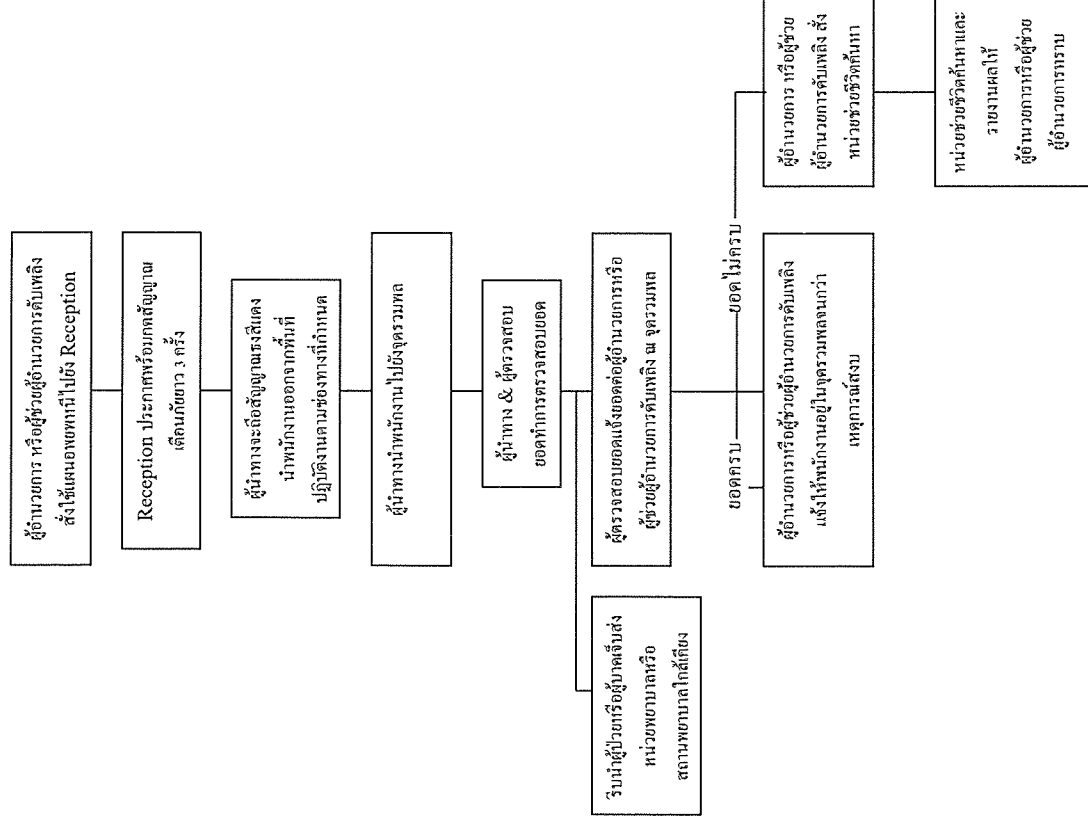 ผู้อำนวยการ หรือผู้ช่วยผู้อำนวยการดับเพลิง
สั่งใช้แผนอพยพหนีไปยัง Reception
Reception ประกาศพร้อมกดสัญญาณ
เตือนภัยยาว 3 ครั้ง
ผู้นำทางจะถือสัญญาณธงสีแดง
นำพนักงานออกจากพื้นที่
ปฏิบัติงานตามช่องทางที่กำหนด
ผู้นำทางนำพนักงานไปยังจุดรวมพล
ผู้นำทาง & ผู้ตรวจสอบ
ยอดทำการตรวจสอบยอด
รีบนำผู้ป่วยหรือผู้บาดเจ็บส่ง
หน่วยพยาบาลหรือ
สถานพยาบาลใกล้เคียง
ผู้ตรวจสอบยอดแจ้งยอดต่อผู้อำนวยการหรือ
ผู้ช่วยผู้อำนวยการดับเพลิง ณ จุดรวมพล
ยอดครบ
ยอดไม่ครบ
ผู้อำนวยการหรือผู้ช่วยผู้อำนวยการดับเพลิง
แจ้งให้พนักงานอยู่ในจุดรวมพลจนกว่า
เหตุการณ์สงบ
ผู้อำนวยการ หรือผู้ช่วย
ผู้อำนวยการดับเพลิง สั่ง
หน่วยช่วยชีวิตค้นหา
หน่วยช่วยชีวิตค้นหาและ
รายงานผลให้
ผู้อำนวยการหรือผู้ช่วย
ผู้อำนวยการทราบ